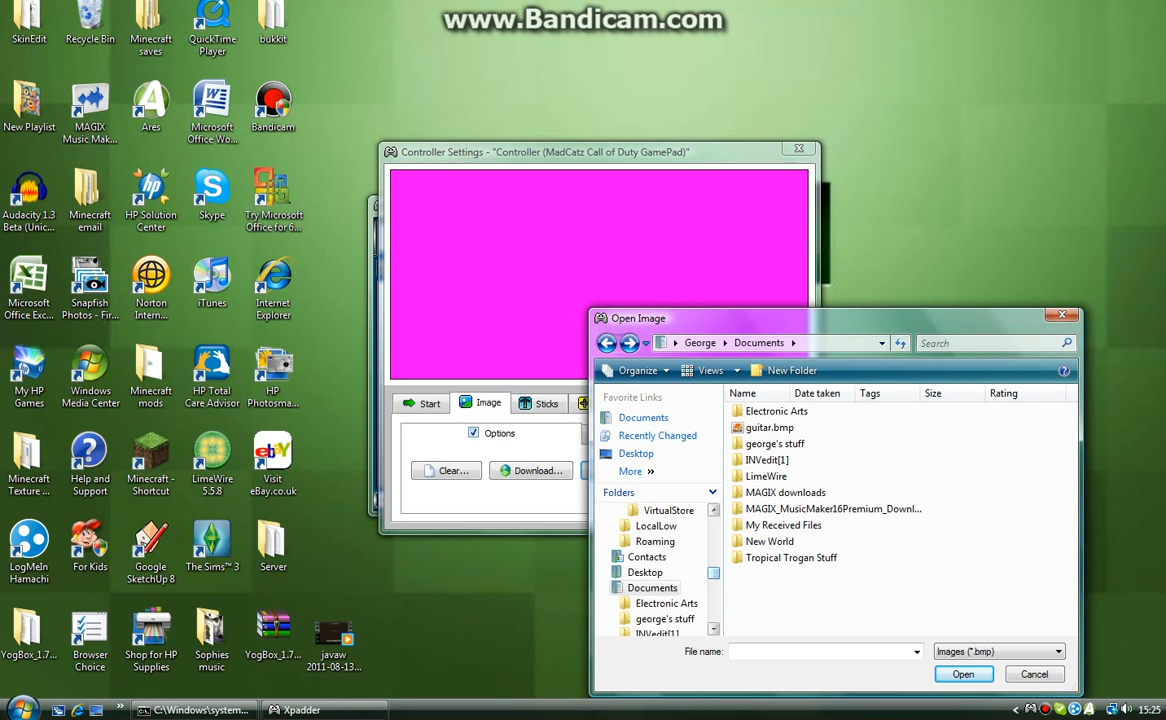 www.Bandicam.com
SkinEdit
Recycle Bin
Minecraft
saves
QuickTime
Player
bukkit
New Playlist
MAGIX
Music Mak...
Ares
Microsoft
Office Wo...
Bandicam
Audacity 1.3
Beta (Unic...
Minecraft
email
HP Solution
Center
Skype
Try Microsoft
Office for 6...
Microsoft
Office Exc...
Snapfish
Photos - Fir...
Norton
Intern...
iTunes
Internet
Explorer
My HP
Games
Windows
Media Center
Minecraft
mods
HP Total
Care Advisor
HP
Photosma...
Minecraft
Texture ...
Help and
Support
Minecraft -
Shortcut
LimeWire
5.5.8
Visit
eBay.co.uk
LogMeIn
Hamachi
For Kids
Google
SketchUp 8
The Sims™ 3
Server
YogBox_1.7...
Browser
Choice
Shop for HP
Supplies
Sophies
music
YogBox_1.7...
javaw
2011-08-13...
Controller Settings - "Controller (MadCatz Call of Duty GamePad)"
Start
Image
Sticks
Options
Clear...
Download...
Open Image
George
Documents
Search
Organize
Views
New Folder
Favorite Links
Documents
Recently Changed
Desktop
More »
Folders
VirtualStore
LocalLow
Roaming
Contacts
Desktop
Documents
Electronic Arts
george's stuff
INVedit[1]
Name
Date taken
Tags
Size
Rating
Electronic Arts
guitar.bmp
george's stuff
INVedit[1]
LimeWire
MAGIX downloads
MAGIX_MusicMaker16Premium_Downl...
My Received Files
New World
Tropical Trogan Stuff
File name:
Images (*.bmp)
Open
Cancel
C:\Windows\system...
Xpadder
15:25